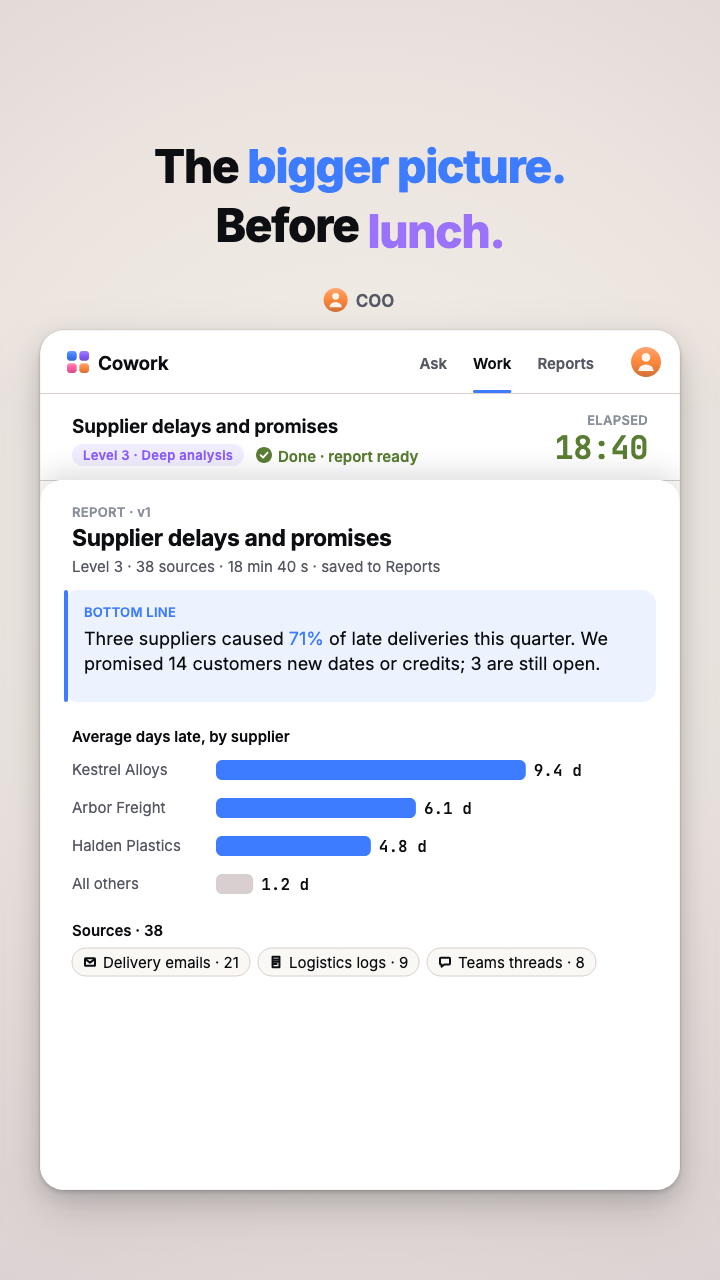 The bigger picture.
Before lunch.
COO
Cowork
Ask Work Reports
Supplier delays and promises
ELAPSED
Level 3 · Deep analysis
Done · report ready
18:40
REPORT · v1
Supplier delays and promises
Level 3 · 38 sources · 18 min 40 s · saved to Reports
BOTTOM LINE
Three suppliers caused 71% of late deliveries this quarter. We
promised 14 customers new dates or credits; 3 are still open.
Average days late, by supplier
Kestrel Alloys 9.4 d
Arbor Freight 6.1 d
Halden Plastics 4.8 d
All others 1.2 d
Sources · 38
Delivery emails · 21 Logistics logs · 9 Teams threads · 8